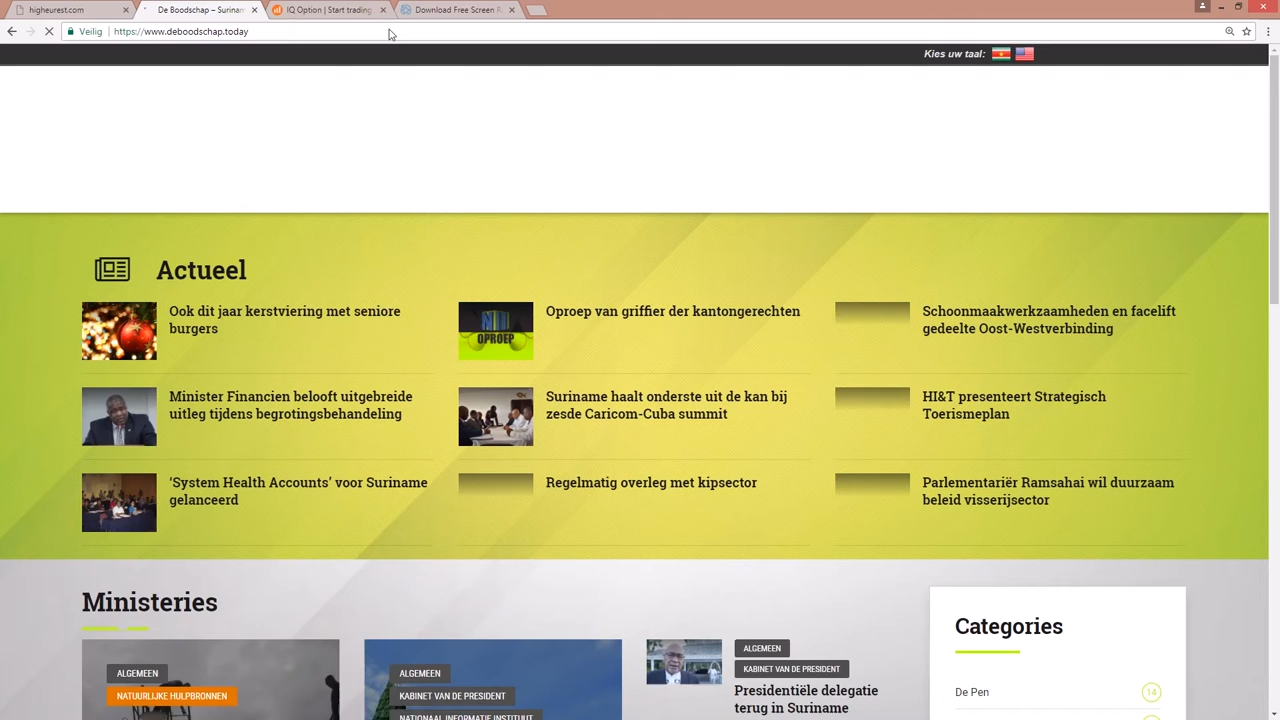 higheurest.com
De Boodschap – Surinam
IQ Option | Start trading
Download Free Screen R
Veilig
https://www.deboodschap.today
Kies uw taal:
Actueel
Ook dit jaar kerstviering met seniore
burgers
Oproep van griffier der kantongerechten
OPROEP
Schoonmaakwerkzaamheden en facelift
gedeelte Oost-Westverbinding
Minister Financien belooft uitgebreide
uitleg tijdens begrotingsbehandeling
Suriname haalt onderste uit de kan bij
zesde Caricom-Cuba summit
HI&T presenteert Strategisch
Toerismeplan
‘System Health Accounts’ voor Suriname
gelanceerd
Regelmatig overleg met kipsector
Parlementariër Ramsahai wil duurzaam
beleid visserijsector
Ministeries
ALGEMEEN
NATUURLIJKE HULPBRONNEN
ALGEMEEN
KABINET VAN DE PRESIDENT
NATIONAAL INFORMATIE INSTITUUT
ALGEMEEN
KABINET VAN DE PRESIDENT
Presidentiële delegatie
terug in Suriname
Categories
De Pen
14